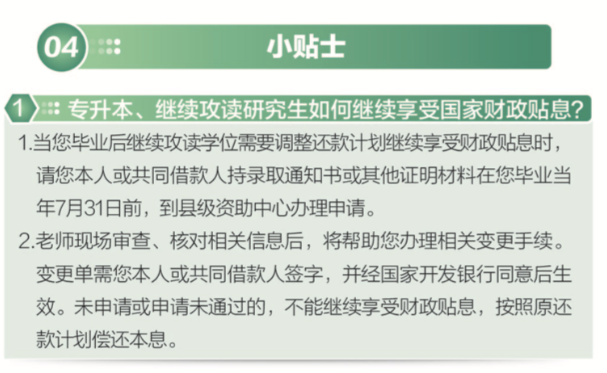 04
小贴士
1 专升本、继续攻读研究生如何继续享受国家财政贴息?
1.当您毕业后继续攻读学位需要调整还款计划继续享受财政贴息时，
请您本人或共同借款人持录取通知书或其他证明材料在您毕业当
年7月31日前，到县级资助中心办理申请。
2.老师现场审查、核对相关信息后，将帮助您办理相关变更手续。
变更单需您本人或共同借款人签字，并经国家开发银行同意后生
效。未申请或申请未通过的，不能继续享受财政贴息，按照原还
款计划偿还本息。